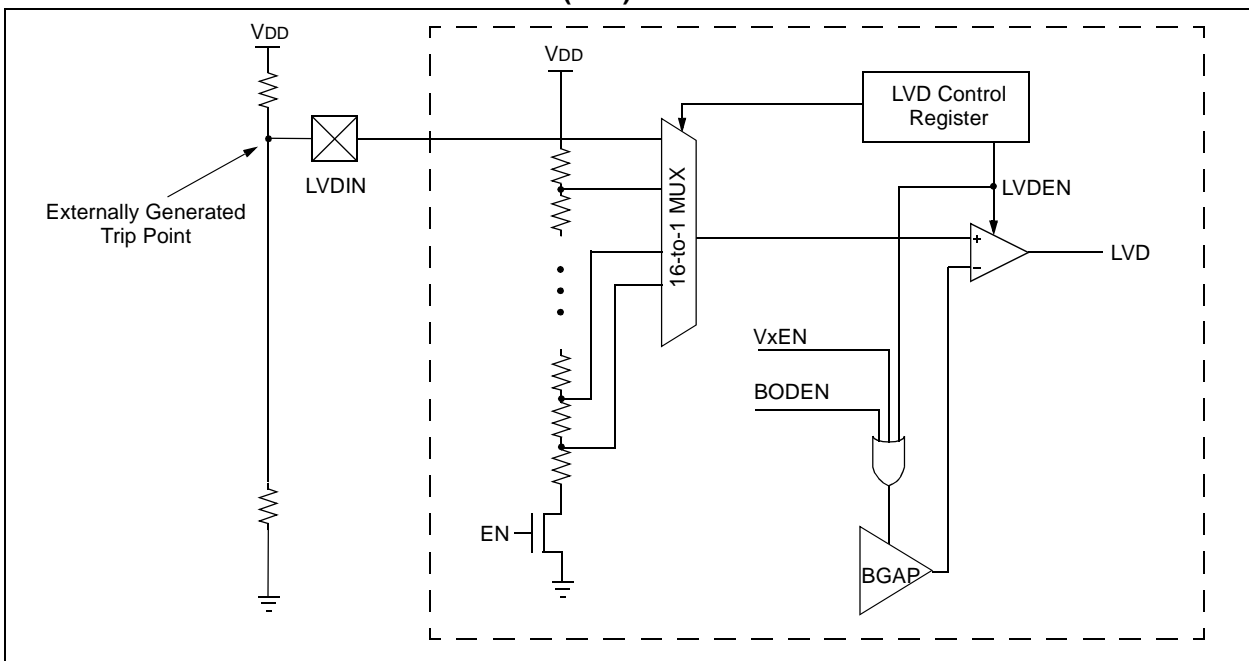 VDD
VDD
LVD Control
Register
16-to-1 MUX
LVDIN
LVDEN
Externally Generated
Trip Point
+
–
LVD
VxEN
BODEN
EN
BGAP